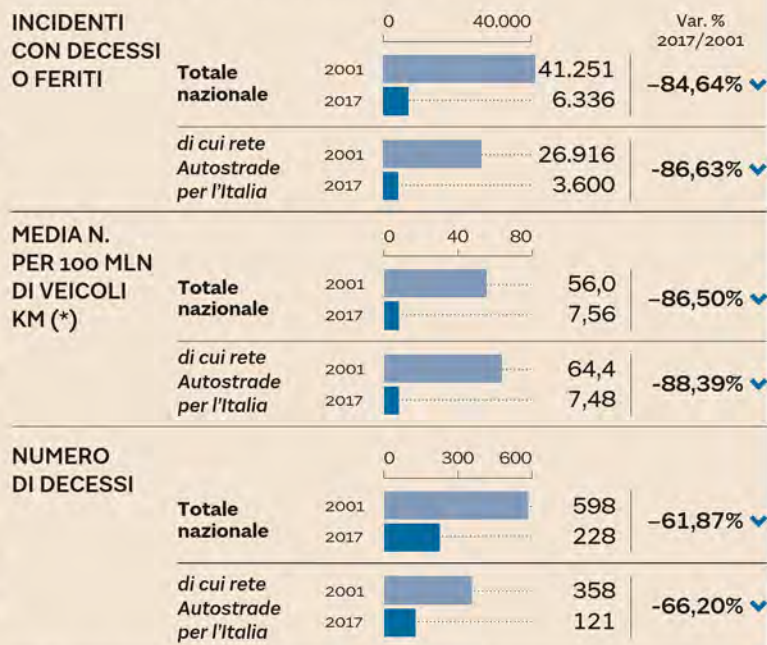 INCIDENTI
CON DECESSI
O FERITI
0 40.000
Var. %
2017/2001
Totale
nazionale
2001 41.251
2017 6.336
–84,64%
di cui rete
Autostrade
per l'Italia
2001 26.916
2017 3.600
-86,63%
MEDIA N.
PER 100 MLN
DI VEICOLI
KM (*)
0 40 80
Totale
nazionale
2001 56,0
2017 7,56
–86,50%
di cui rete
Autostrade
per l'Italia
2001 64,4
2017 7,48
-88,39%
NUMERO
DI DECESSI
0 300 600
Totale
nazionale
2001 598
2017 228
–61,87%
di cui rete
Autostrade
per l'Italia
2001 358
2017 121
-66,20%